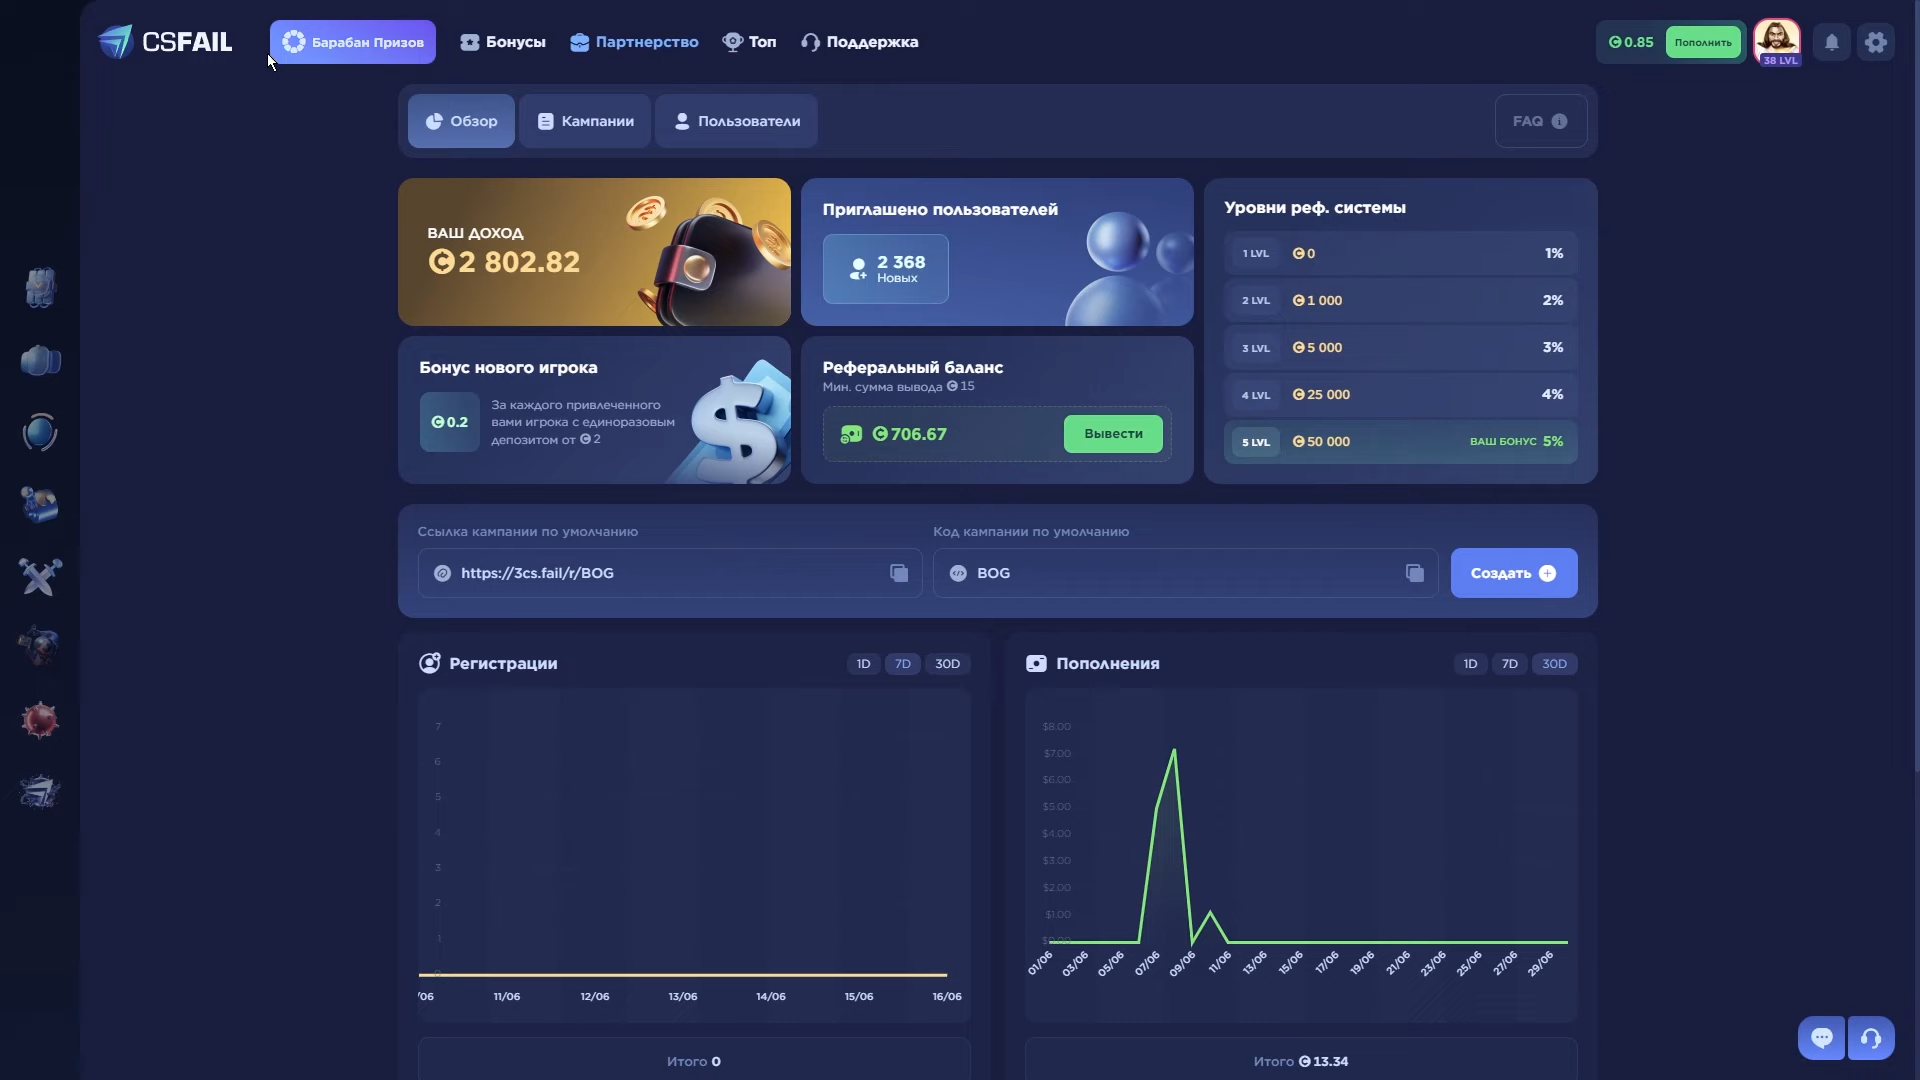 CSFAIL
Барабан Призов
Бонусы
Партнерство
Топ
Поддержка
0.85
Пополнить
38 LVL
Обзор
Кампании
Пользователи
FAQ
ВАШ ДОХОД
2 802.82
Приглашено пользователей
2 368
Новых
Уровни реф. системы
1 LVL 0 1%
2 LVL 1 000 2%
3 LVL 5 000 3%
4 LVL 25 000 4%
5 LVL 50 000 ВАШ БОНУС 5%
Бонус нового игрока
0.2
За каждого привлеченного
вами игрока с единоразовым
депозитом от 2
Реферальный баланс
Мин. сумма вывода 15
706.67
Вывести
Ссылка кампании по умолчанию
https://3cs.fail/r/BOG
Код кампании по умолчанию
BOG
Создать
Регистрации
1D 7D 30D
7
6
5
4
3
2
1
0
/06 11/06 12/06 13/06 14/06 15/06 16/06
Итого 0
Пополнения
1D 7D 30D
$8.00
$7.00
$6.00
$5.00
$4.00
$3.00
$2.00
$1.00
$0.00
01/06 03/06 05/06 07/06 09/06 11/06 13/06 15/06 17/06 19/06 21/06 23/06 25/06 27/06 29/06
Итого 13.34